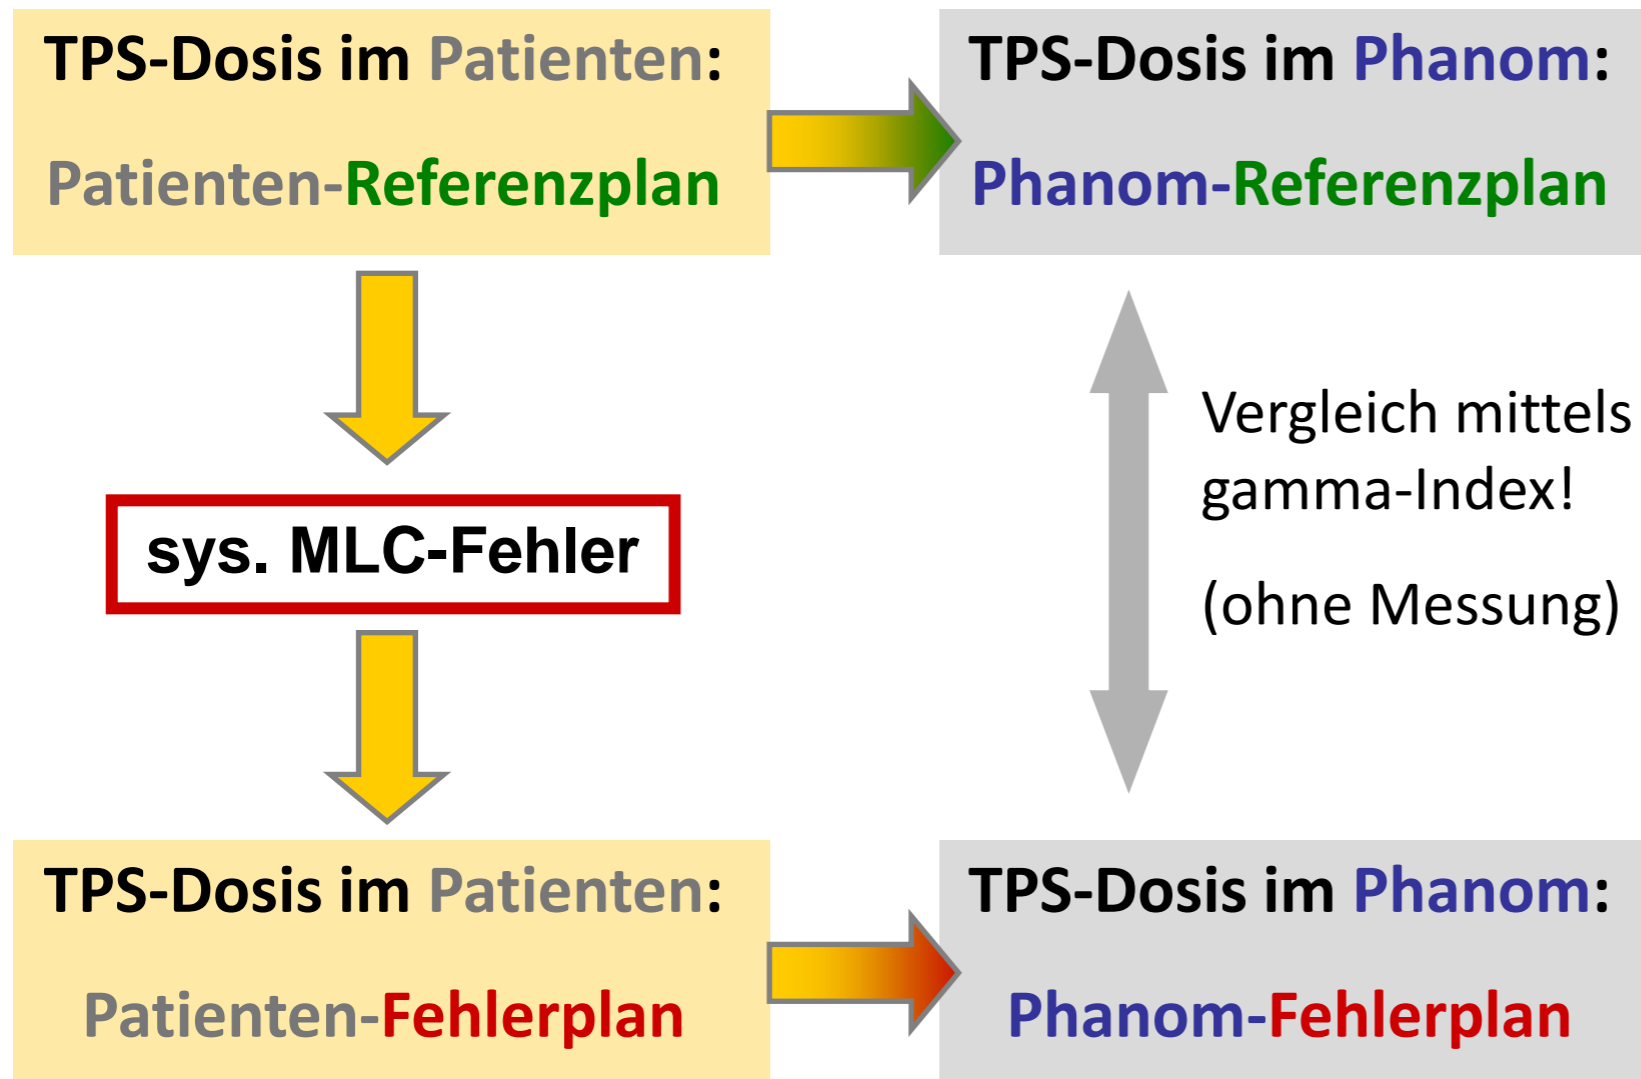 TPS-Dosis im Patienten:
Patienten-Referenzplan
TPS-Dosis im Phanom:
Phanom-Referenzplan
sys. MLC-Fehler
Vergleich mittels
gamma-Index!
(ohne Messung)
TPS-Dosis im Patienten:
Patienten-Fehlerplan
TPS-Dosis im Phanom:
Phanom-Fehlerplan